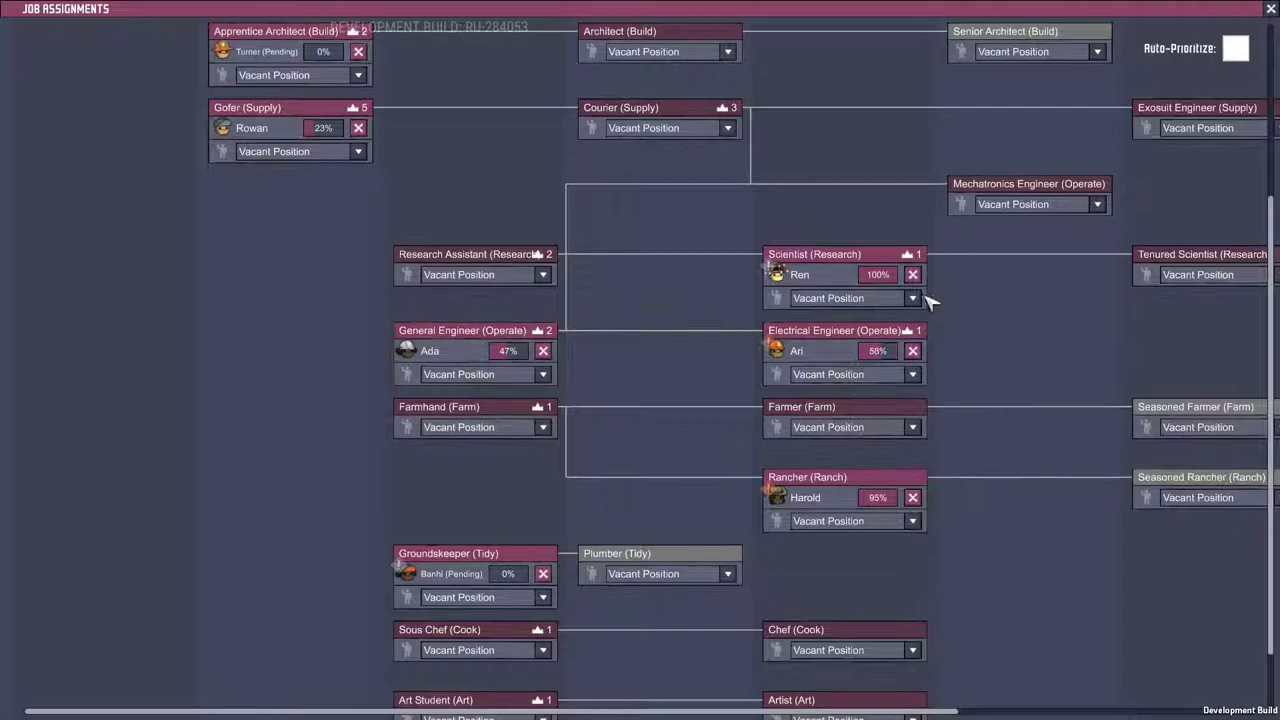 JOB ASSIGNMENTS
DEVELOPMENT BUILD: RU-284053
Apprentice Architect (Build) 2
Turner (Pending) 0%
Vacant Position
Architect (Build)
Vacant Position
Senior Architect (Build)
Vacant Position
Auto-Prioritize:
Gofer (Supply) 5
Rowan 23%
Vacant Position
Courier (Supply) 3
Vacant Position
Exosuit Engineer (Supply)
Vacant Position
Mechatronics Engineer (Operate)
Vacant Position
Research Assistant (Research 2
Vacant Position
Scientist (Research) 1
Ren 100%
Vacant Position
Tenured Scientist (Research
Vacant Position
General Engineer (Operate) 2
Ada 47%
Vacant Position
Electrical Engineer (Operate) 1
Ari 58%
Vacant Position
Farmhand (Farm) 1
Vacant Position
Farmer (Farm)
Vacant Position
Seasoned Farmer (Farm)
Vacant Position
Rancher (Ranch)
Harold 95%
Vacant Position
Seasoned Rancher (Ranch)
Vacant Position
Groundskeeper (Tidy)
Banhi (Pending) 0%
Vacant Position
Plumber (Tidy)
Vacant Position
Sous Chef (Cook) 1
Vacant Position
Chef (Cook)
Vacant Position
Art Student (Art) 1
Vacant Position
Artist (Art)
Vacant Position
Development Build